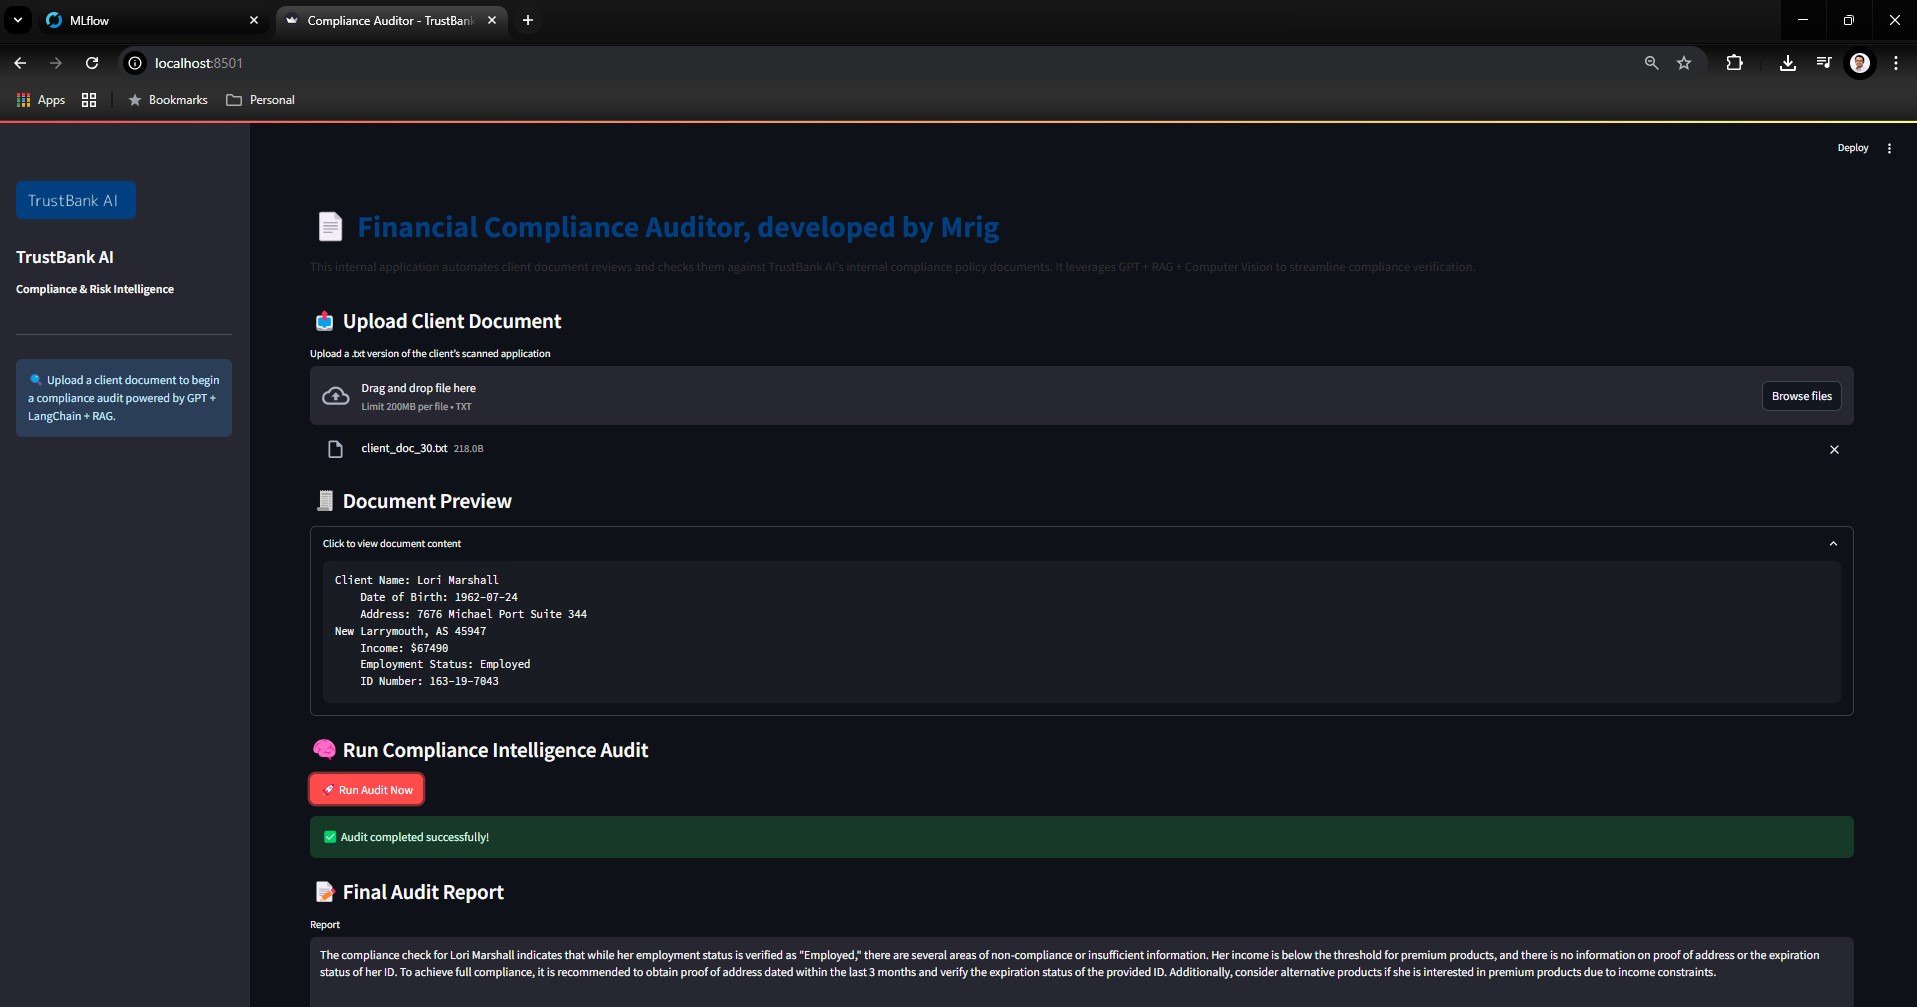 MLflow
Compliance Auditor - TrustBank
localhost:8501
Apps
Bookmarks
Personal
Deploy
TrustBank AI
TrustBank AI
Compliance & Risk Intelligence
Upload a client document to begin
a compliance audit powered by GPT +
LangChain + RAG.
Financial Compliance Auditor, developed by Mrig
This internal application automates client document reviews and checks them against TrustBank AI's internal compliance policy documents. It leverages GPT + RAG + Computer Vision to streamline compliance verification.
Upload Client Document
Upload a .txt version of the client's scanned application
Drag and drop file here
Limit 200MB per file • TXT
Browse files
client_doc_30.txt 218.0B
Document Preview
Click to view document content
Client Name: Lori Marshall
Date of Birth: 1962-07-24
Address: 7676 Michael Port Suite 344
New Larrymouth, AS 45947
Income: $67490
Employment Status: Employed
ID Number: 163-19-7043
Run Compliance Intelligence Audit
Run Audit Now
Audit completed successfully!
Final Audit Report
Report
The compliance check for Lori Marshall indicates that while her employment status is verified as "Employed," there are several areas of non-compliance or insufficient information. Her income is below the threshold for premium products, and there is no information on proof of address or the expiration
status of her ID. To achieve full compliance, it is recommended to obtain proof of address dated within the last 3 months and verify the expiration status of the provided ID. Additionally, consider alternative products if she is interested in premium products due to income constraints.